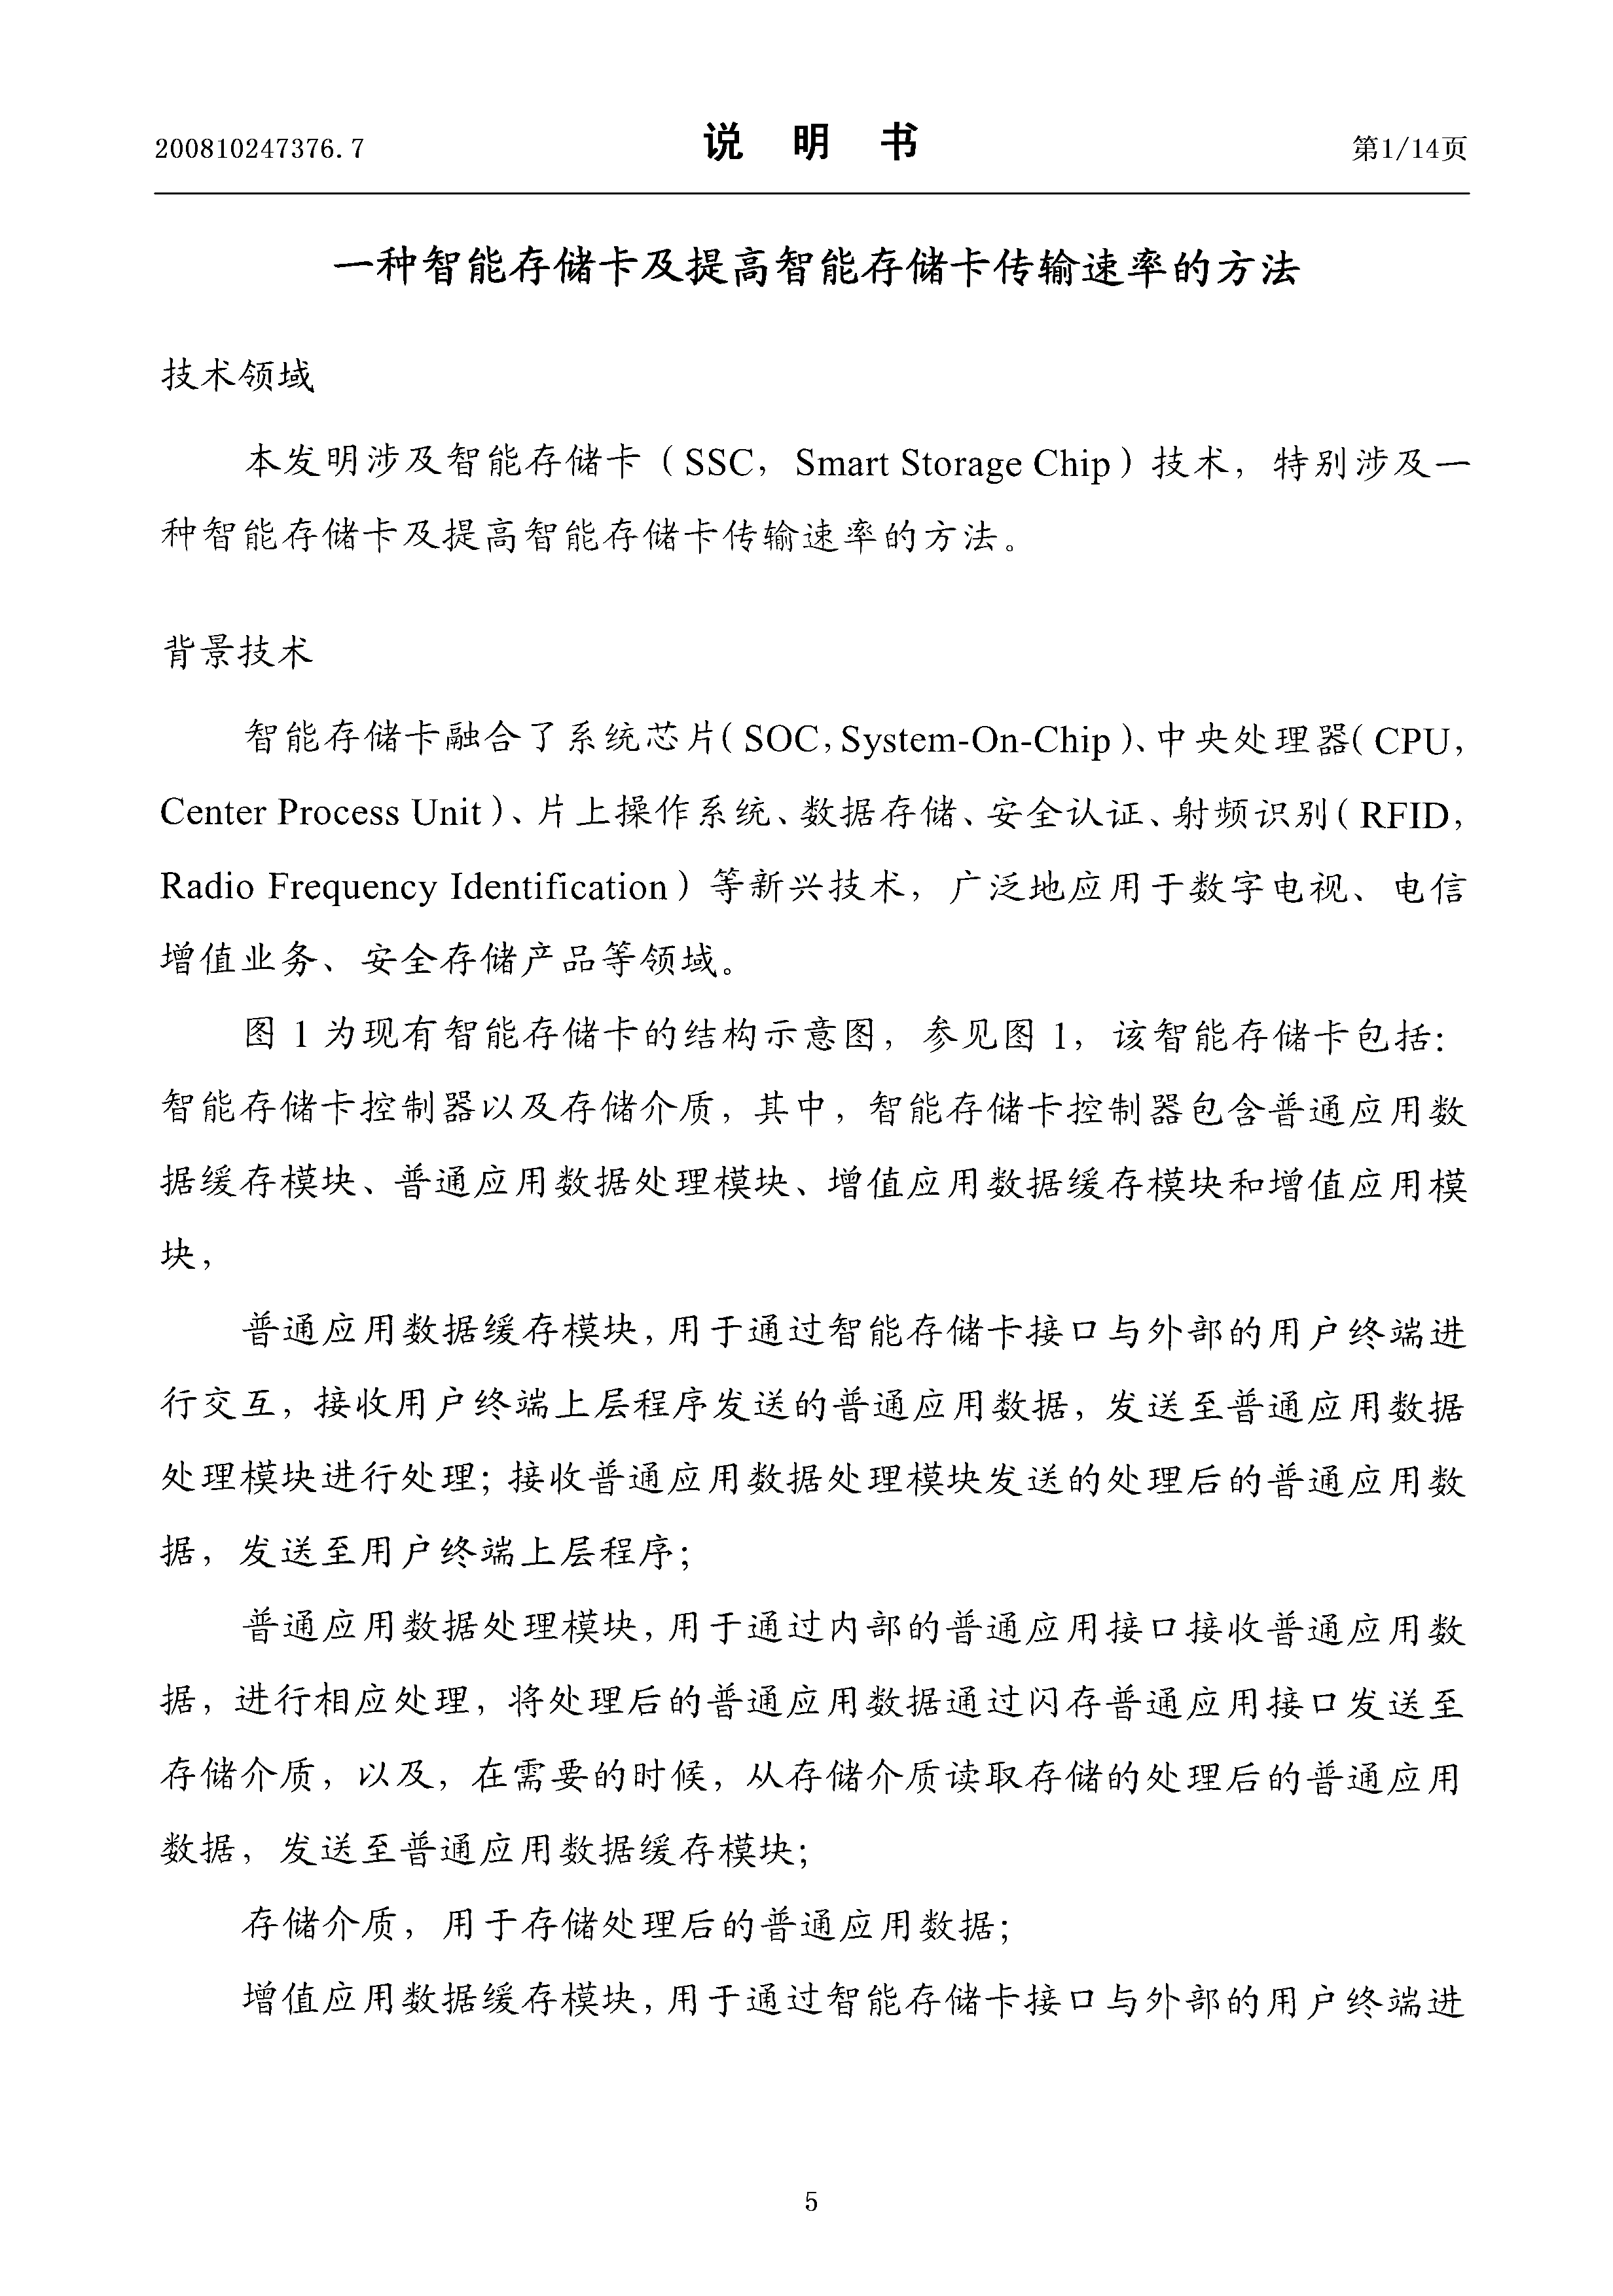 200810247376.7
说 明 书
第1/14页
一种智能存储卡及提高智能存储卡传输速率的方法
技术领域
本发明涉及智能存储卡（SSC，Smart Storage Chip）技术，特别涉及一
种智能存储卡及提高智能存储卡传输速率的方法。
背景技术
智能存储卡融合了系统芯片（SOC，System-On-Chip）、中央处理器（CPU，
Center Process Unit）、片上操作系统、数据存储、安全认证、射频识别（RFID，
Radio Frequency Identification）等新兴技术，广泛地应用于数字电视、电信
增值业务、安全存储产品等领域。
图 1 为现有智能存储卡的结构示意图，参见图 1，该智能存储卡包括：
智能存储卡控制器以及存储介质，其中，智能存储卡控制器包含普通应用数
据缓存模块、普通应用数据处理模块、增值应用数据缓存模块和增值应用模
块，
普通应用数据缓存模块，用于通过智能存储卡接口与外部的用户终端进
行交互，接收用户终端上层程序发送的普通应用数据，发送至普通应用数据
处理模块进行处理；接收普通应用数据处理模块发送的处理后的普通应用数
据，发送至用户终端上层程序；
普通应用数据处理模块，用于通过内部的普通应用接口接收普通应用数
据，进行相应处理，将处理后的普通应用数据通过闪存普通应用接口发送至
存储介质，以及，在需要的时候，从存储介质读取存储的处理后的普通应用
数据，发送至普通应用数据缓存模块；
存储介质，用于存储处理后的普通应用数据；
增值应用数据缓存模块，用于通过智能存储卡接口与外部的用户终端进
5